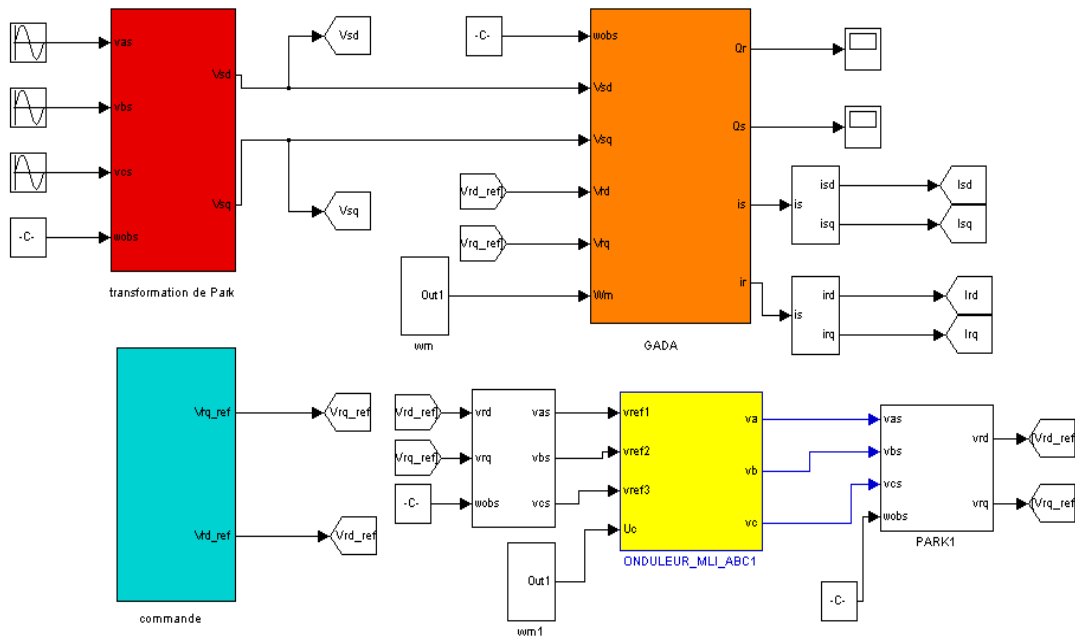 vas
vbs
vcs
wobs
Vsd
Vsq
-C-
transformation de Park
Vsd
Vsq
-C-
Vrd_ref
Vrq_ref
Out1
wm
wobs
Vsd
Vsq
Vrd
Vrq
Wm
Qr
Qs
is
ir
GADA
is
isd
isq
Isd
Isq
is
ird
irq
Ird
Irq
Vrq_ref
Vrd_ref
commande
Vrq_ref
Vrd_ref
Vrd_ref
Vrq_ref
-C-
vrd
vrq
wobs
vas
vbs
vcs
Out1
wm1
vref1
vref2
vref3
Uc
va
vb
vc
ONDULEUR_MLI_ABC1
vas
vbs
vcs
wobs
vrd
vrq
PARK1
-C-
Vrd_ref
Vrq_ref